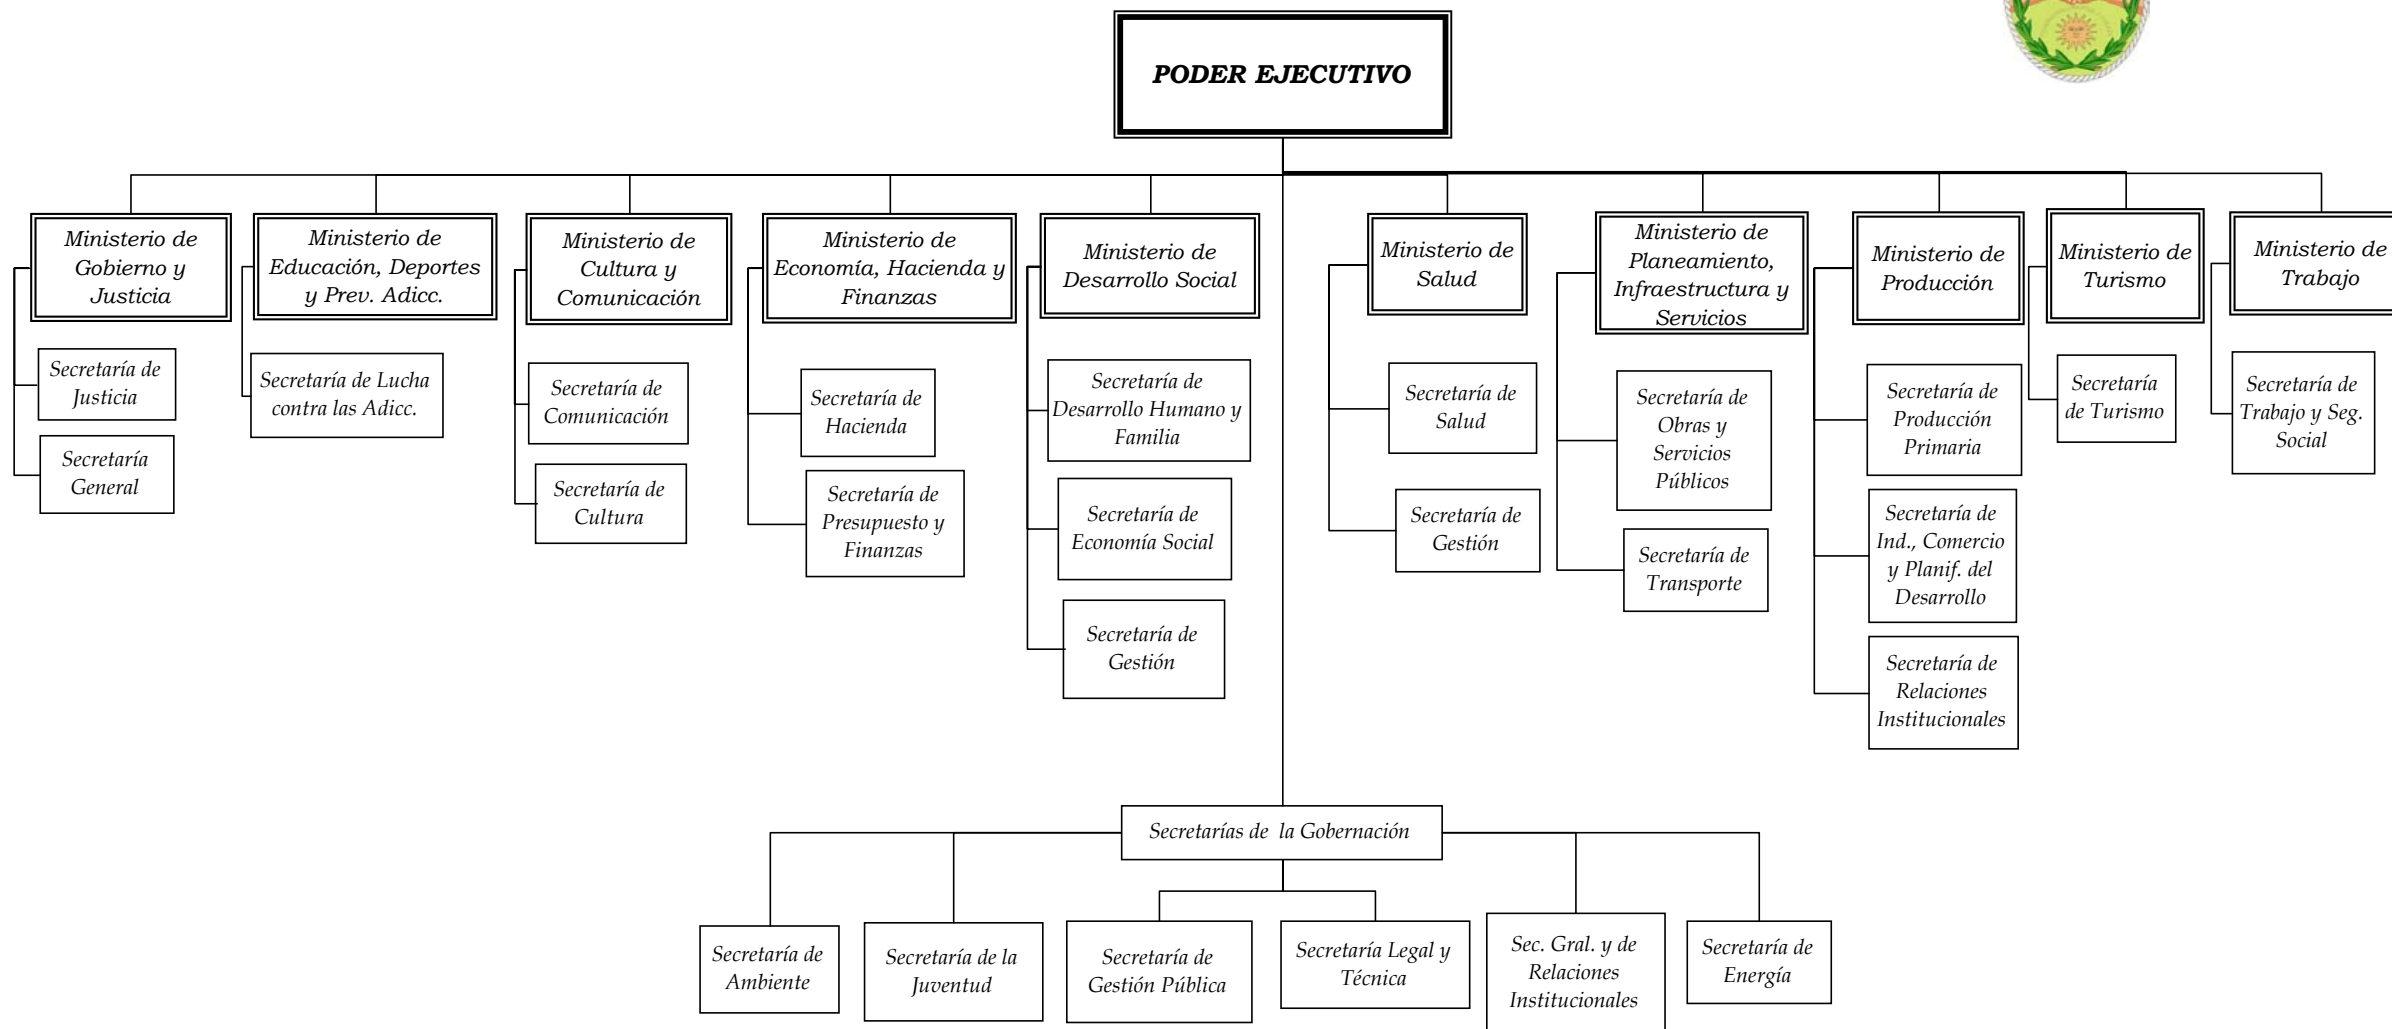 PODER EJECUTIVO
Ministerio de
Gobierno y
Justicia
Ministerio de
Educación, Deportes
y Prev. Adicc.
Ministerio de
Cultura y
Comunicación
Ministerio de
Economía, Hacienda y
Finanzas
Ministerio de
Desarrollo Social
Ministerio de
Salud
Ministerio de
Planeamiento,
Infraestructura y
Servicios
Ministerio de
Producción
Ministerio de
Turismo
Ministerio de
Trabajo
Secretaría de
Justicia
Secretaría
General
Secretaría de Lucha
contra las Adicc.
Secretaría de
Comunicación
Secretaría de
Cultura
Secretaría de
Hacienda
Secretaría de
Presupuesto y
Finanzas
Secretaría de
Desarrollo Humano y
Familia
Secretaría de
Economía Social
Secretaría de
Gestión
Secretaría de
Salud
Secretaría de
Gestión
Secretaría de
Obras y
Servicios
Públicos
Secretaría de
Transporte
Secretaría de
Producción
Primaria
Secretaría de
Ind., Comercio
y Planif. del
Desarrollo
Secretaría de
Relaciones
Institucionales
Secretaría
de Turismo
Secretaría de
Trabajo y Seg.
Social
Secretarías de  la Gobernación
Secretaría de
Ambiente
Secretaría de la
Juventud
Secretaría de
Gestión Pública
Secretaría Legal y
Técnica
Sec. Gral. y de
Relaciones
Institucionales
Secretaría de
Energía